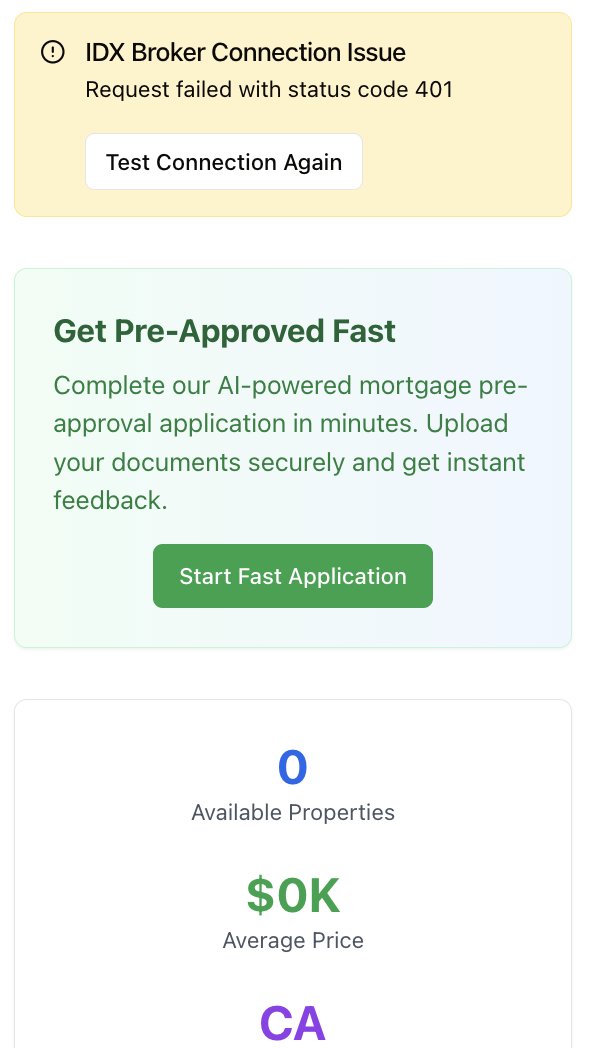 IDX Broker Connection Issue
Request failed with status code 401
Test Connection Again
Get Pre-Approved Fast
Complete our AI-powered mortgage pre-
approval application in minutes. Upload
your documents securely and get instant
feedback.
Start Fast Application
0
Available Properties
$0K
Average Price
CA